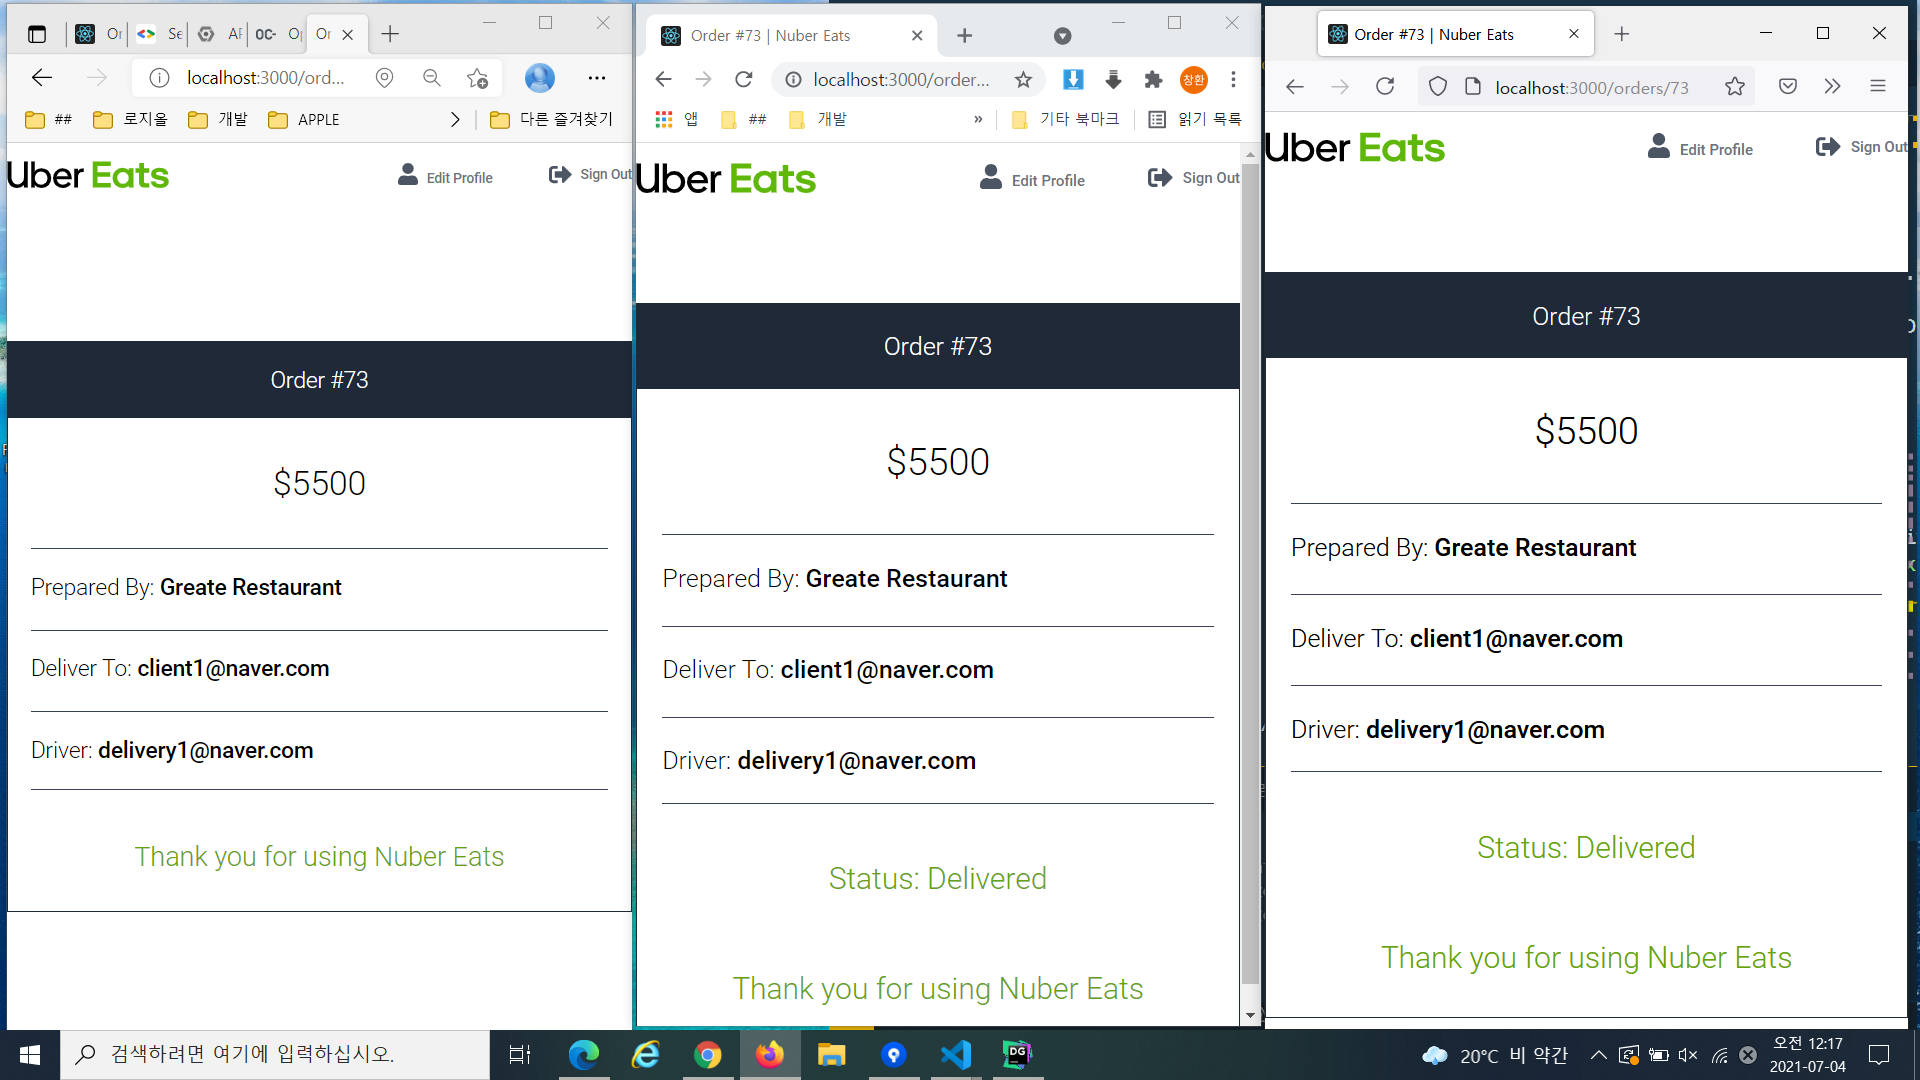 Or
Se
AF
OC-
Op
Or
localhost:3000/ord...
##
로지올
개발
APPLE
다른 즐겨찾기
Uber Eats
Edit Profile
Sign Out
Order #73
$5500
Prepared By: Greate Restaurant
Deliver To: client1@naver.com
Driver: delivery1@naver.com
Thank you for using Nuber Eats
Order #73 | Nuber Eats
localhost:3000/order...
창환
앱
##
개발
»
기타 북마크
읽기 목록
Uber Eats
Edit Profile
Sign Out
Order #73
$5500
Prepared By: Greate Restaurant
Deliver To: client1@naver.com
Driver: delivery1@naver.com
Status: Delivered
Thank you for using Nuber Eats
Order #73 | Nuber Eats
localhost:3000/orders/73
Uber Eats
Edit Profile
Sign Out
Order #73
$5500
Prepared By: Greate Restaurant
Deliver To: client1@naver.com
Driver: delivery1@naver.com
Status: Delivered
Thank you for using Nuber Eats
검색하려면 여기에 입력하십시오.
DG
20°C 비 약간
오전 12:17
2021-07-04